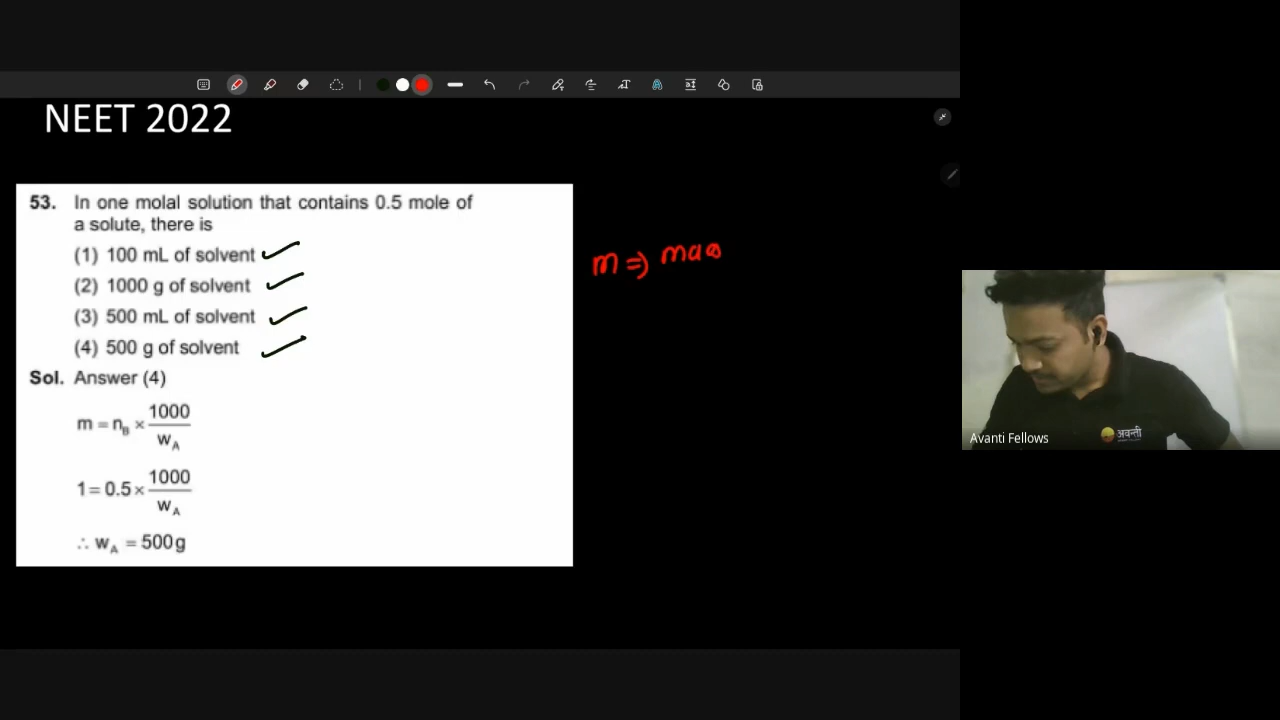 NEET 2022
53. In one molal solution that contains 0.5 mole of
a solute, there is
(1) 100 mL of solvent
(2) 1000 g of solvent
(3) 500 mL of solvent
(4) 500 g of solvent
Sol. Answer (4)
m = n_B × 1000 / w_A
1 = 0.5 × 1000 / w_A
∴ w_A = 500 g
m ⇒
अवन्ती
Avanti Fellows